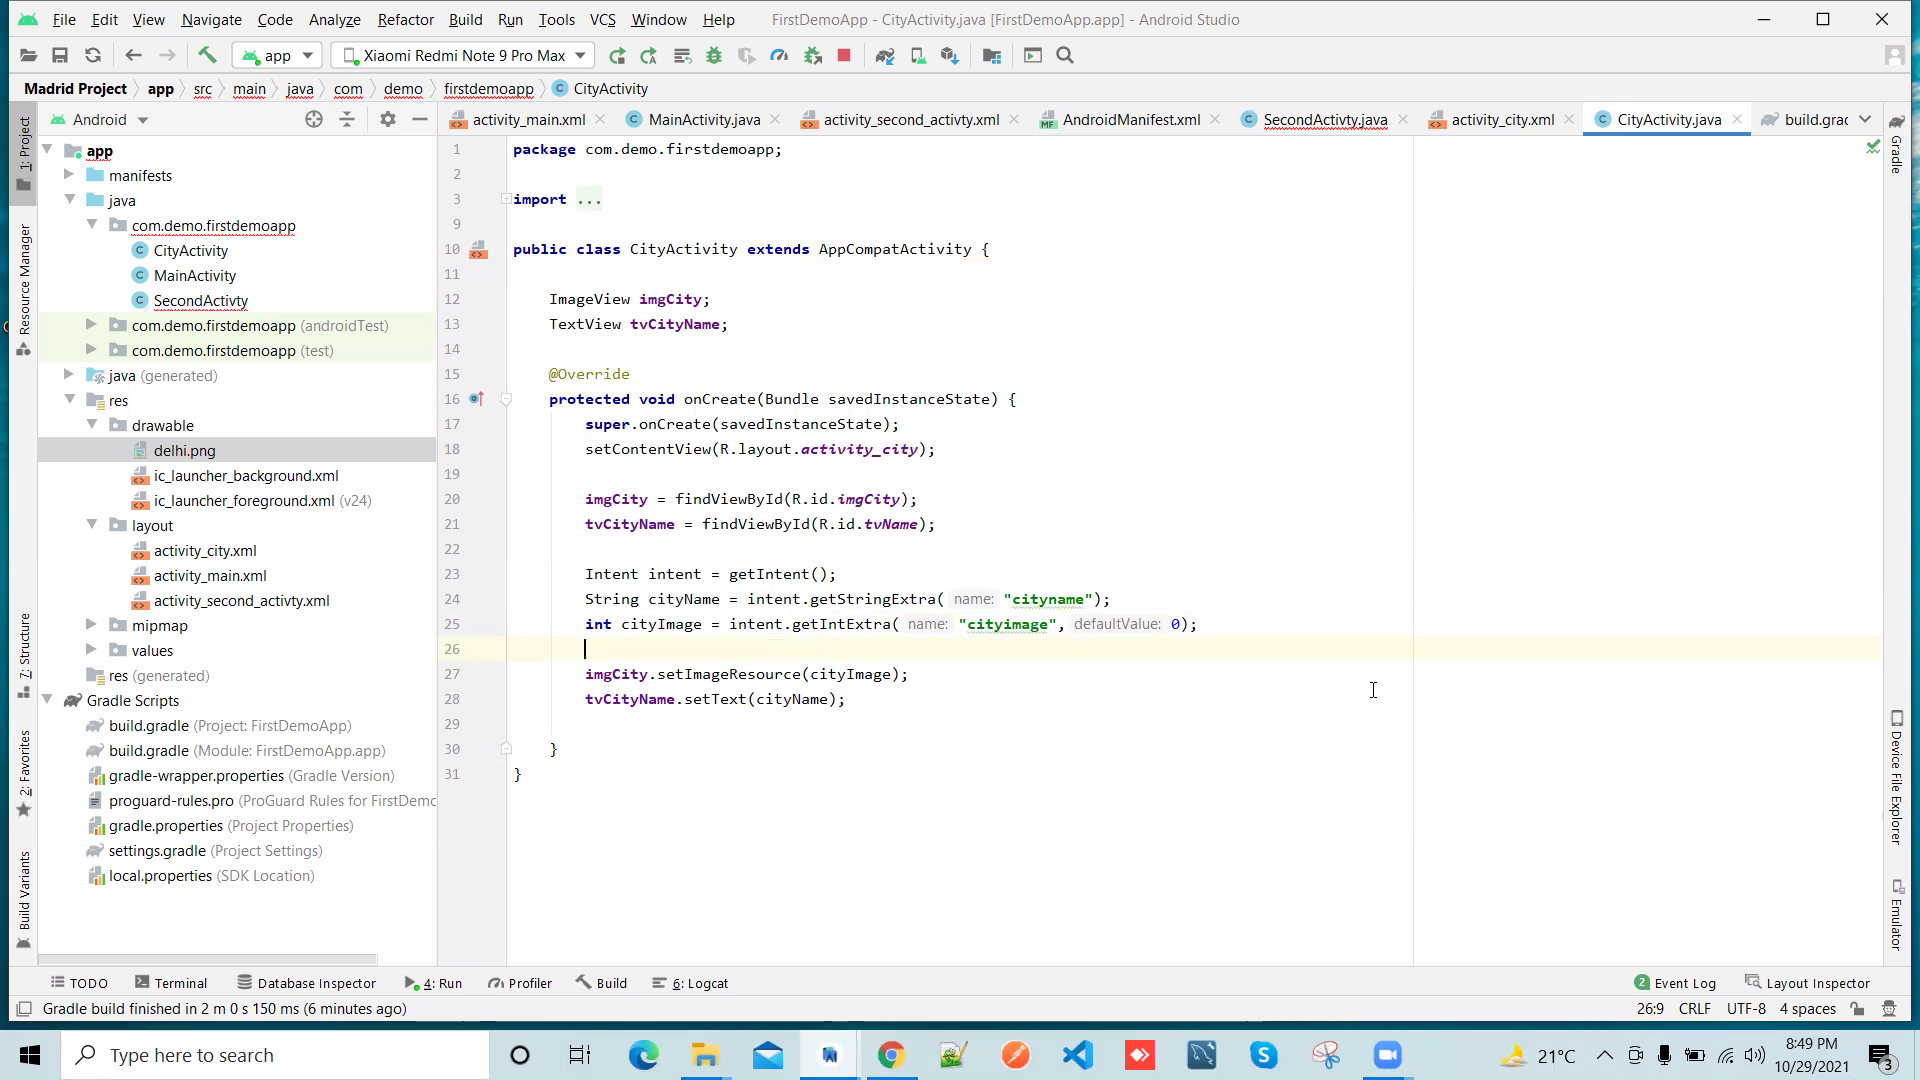 File Edit View Navigate Code Analyze Refactor Build Run Tools VCS Window Help FirstDemoApp - CityActivity.java [FirstDemoApp.app] - Android Studio
app Xiaomi Redmi Note 9 Pro Max
Madrid Project app src main java com demo firstdemoapp CityActivity
Android
activity_main.xml MainActivity.java activity_second_activty.xml AndroidManifest.xml SecondActivty.java activity_city.xml CityActivity.java build.grac
1: Project
Resource Manager
7: Structure
2: Favorites
Build Variants
app
manifests
java
com.demo.firstdemoapp
CityActivity
MainActivity
SecondActivty
com.demo.firstdemoapp (androidTest)
com.demo.firstdemoapp (test)
java (generated)
res
drawable
delhi.png
ic_launcher_background.xml
ic_launcher_foreground.xml (v24)
layout
activity_city.xml
activity_main.xml
activity_second_activty.xml
mipmap
values
res (generated)
Gradle Scripts
build.gradle (Project: FirstDemoApp)
build.gradle (Module: FirstDemoApp.app)
gradle-wrapper.properties (Gradle Version)
proguard-rules.pro (ProGuard Rules for FirstDemo
gradle.properties (Project Properties)
settings.gradle (Project Settings)
local.properties (SDK Location)
1 package com.demo.firstdemoapp;
2
3 import ...
9
10 public class CityActivity extends AppCompatActivity {
11
12 ImageView imgCity;
13 TextView tvCityName;
14
15 @Override
16 protected void onCreate(Bundle savedInstanceState) {
17 super.onCreate(savedInstanceState);
18 setContentView(R.layout.activity_city);
19
20 imgCity = findViewById(R.id.imgCity);
21 tvCityName = findViewById(R.id.tvName);
22
23 Intent intent = getIntent();
24 String cityName = intent.getStringExtra( name: "cityname");
25 int cityImage = intent.getIntExtra( name: "cityimage", defaultValue: 0);
26
27 imgCity.setImageResource(cityImage);
28 tvCityName.setText(cityName);
29
30 }
31 }
Gradle
Device File Explorer
Emulator
TODO Terminal Database Inspector 4: Run Profiler Build 6: Logcat 2 Event Log Layout Inspector
Gradle build finished in 2 m 0 s 150 ms (6 minutes ago) 26:9 CRLF UTF-8 4 spaces
Type here to search 21°C 8:49 PM
10/29/2021 3